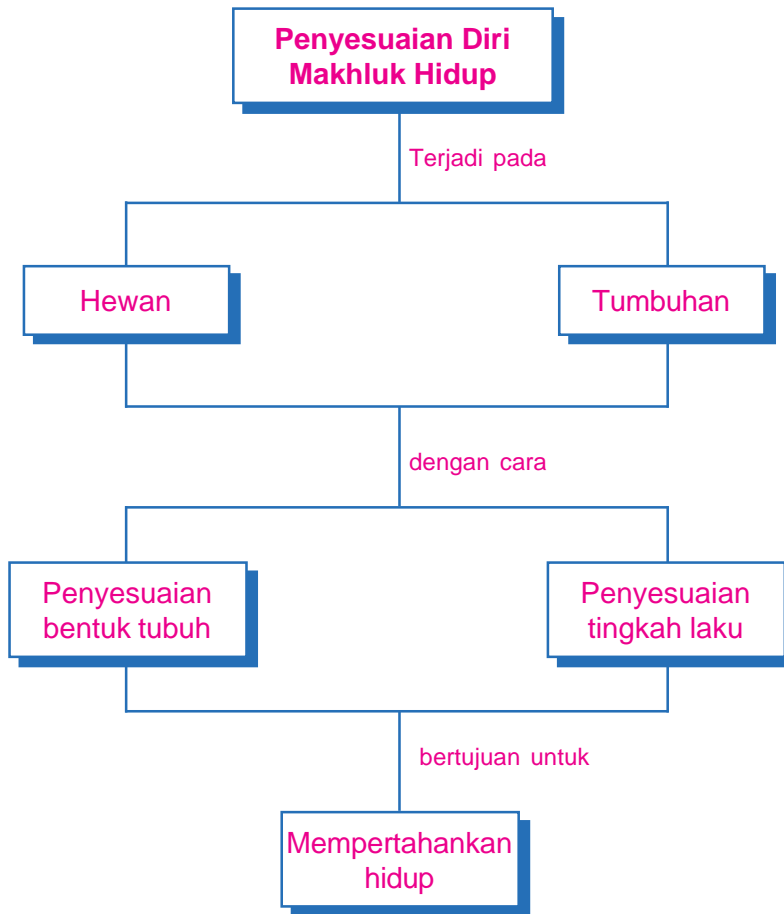 Penyesuaian Diri
Makhluk Hidup
Terjadi pada
Hewan
Tumbuhan
dengan cara
Penyesuaian
bentuk tubuh
Penyesuaian
tingkah laku
bertujuan untuk
Mempertahankan
hidup